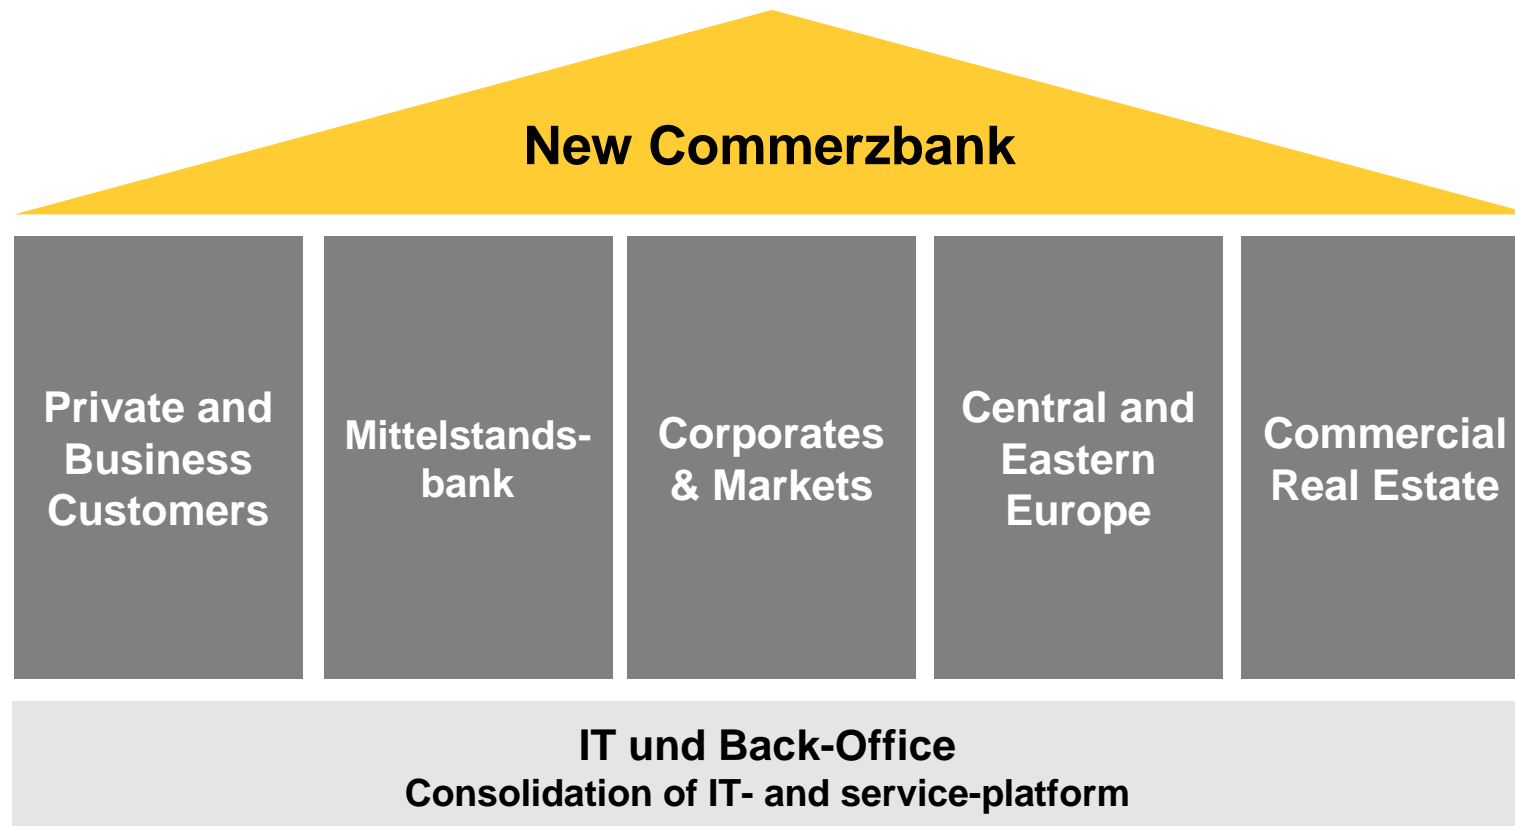 New Commerzbank
Private and
Business
Customers
Mittelstands-
bank
Corporates
& Markets
Central and
Eastern
Europe
Commercial
Real Estate
IT und Back-Office
Consolidation of IT- and service-platform